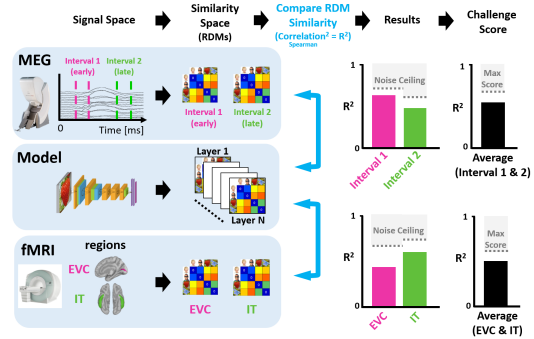 Signal Space
Similarity
Space
(RDMs)
Compare RDM
Similarity
(Correlation² = R²)
Spearman
Results
Challenge
Score
MEG
Interval 1
(early)
Interval 2
(late)
0
Time [ms]
Interval 1
(early)
Interval 2
(late)
1
Noise Ceiling
R²
0
Interval 1
Interval 2
1
Max
Score
R²
0
Average
(Interval 1 & 2)
Model
Layer 1
Layer N
fMRI
regions
EVC
IT
EVC
IT
1
Noise Ceiling
R²
0
EVC
IT
1
Max
Score
R²
0
Average
(EVC & IT)